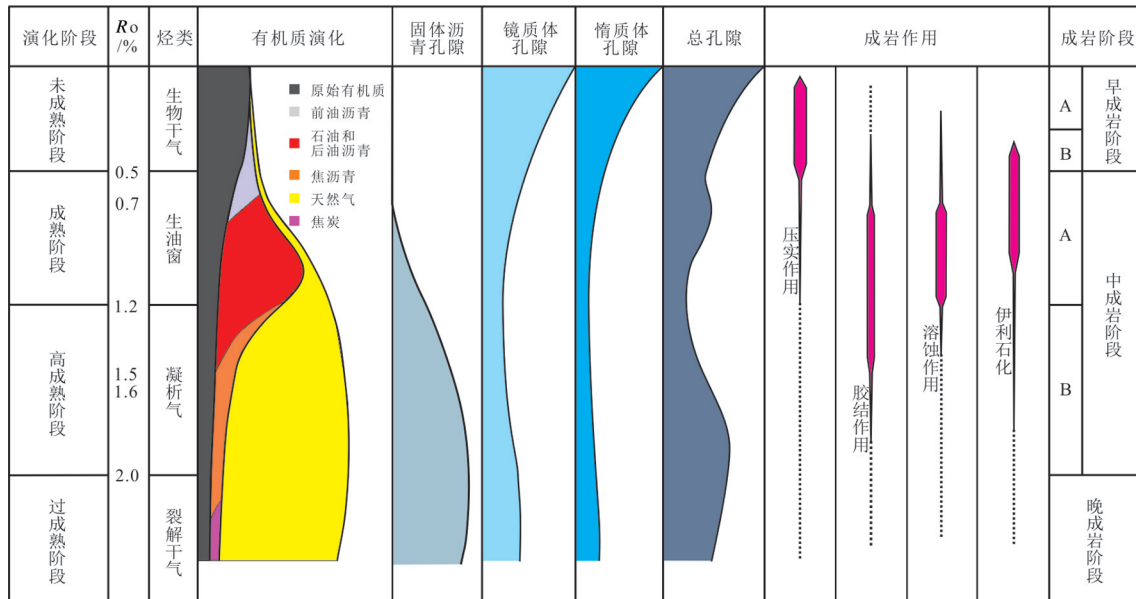 演化阶段
Ro
/%
烃类
有机质演化
固体沥
青孔隙
镜质体
孔隙
惰质体
孔隙
总孔隙
成岩作用
成岩阶段
未成熟阶段
成熟阶段
高成熟阶段
过成熟阶段
0.5
0.7
1.2
1.5
1.6
2.0
生物干气
生油窗
凝析气
裂解干气
原始有机质
前油沥青
石油和
后油沥青
焦沥青
天然气
焦炭
压实作用
胶结作用
溶蚀作用
伊利石化
A
B
A
B
早成岩阶段
中成岩阶段
晚成岩阶段